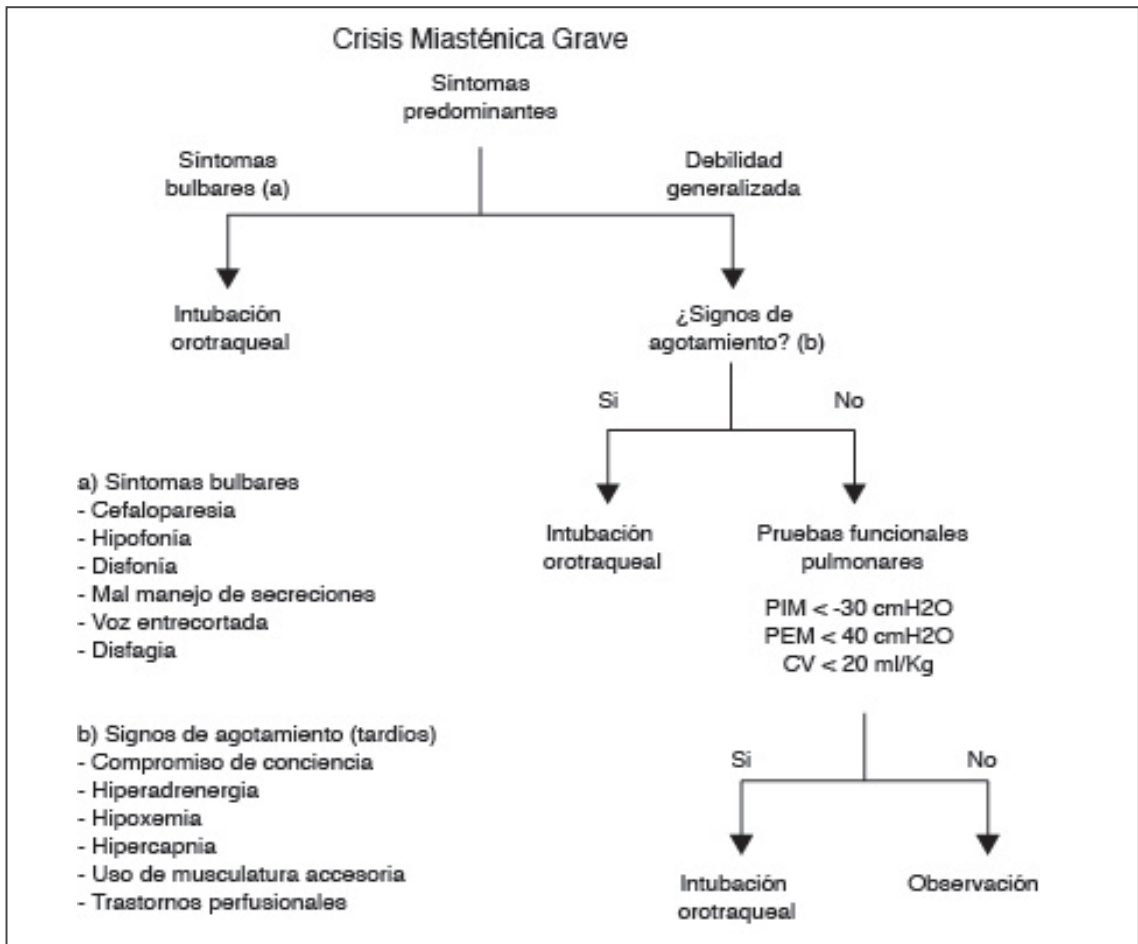 Crisis Miasténica Grave
Síntomas
predominantes
Síntomas
bulbares (a)
Debilidad
generalizada
Intubación
orotraqueal
¿Signos de
agotamiento? (b)
Si
No
Intubación
orotraqueal
Pruebas funcionales
pulmonares
PIM < -30 cmH2O
PEM < 40 cmH2O
CV < 20 ml/Kg
Si
No
Intubación
orotraqueal
Observación
a) Síntomas bulbares
- Cefaloparesia
- Hipofonía
- Disfonía
- Mal manejo de secreciones
- Voz entrecortada
- Disfagia
b) Signos de agotamiento (tardíos)
- Compromiso de conciencia
- Hiperadrenergia
- Hipoxemia
- Hipercapnia
- Uso de musculatura accesoria
- Trastornos perfusionales